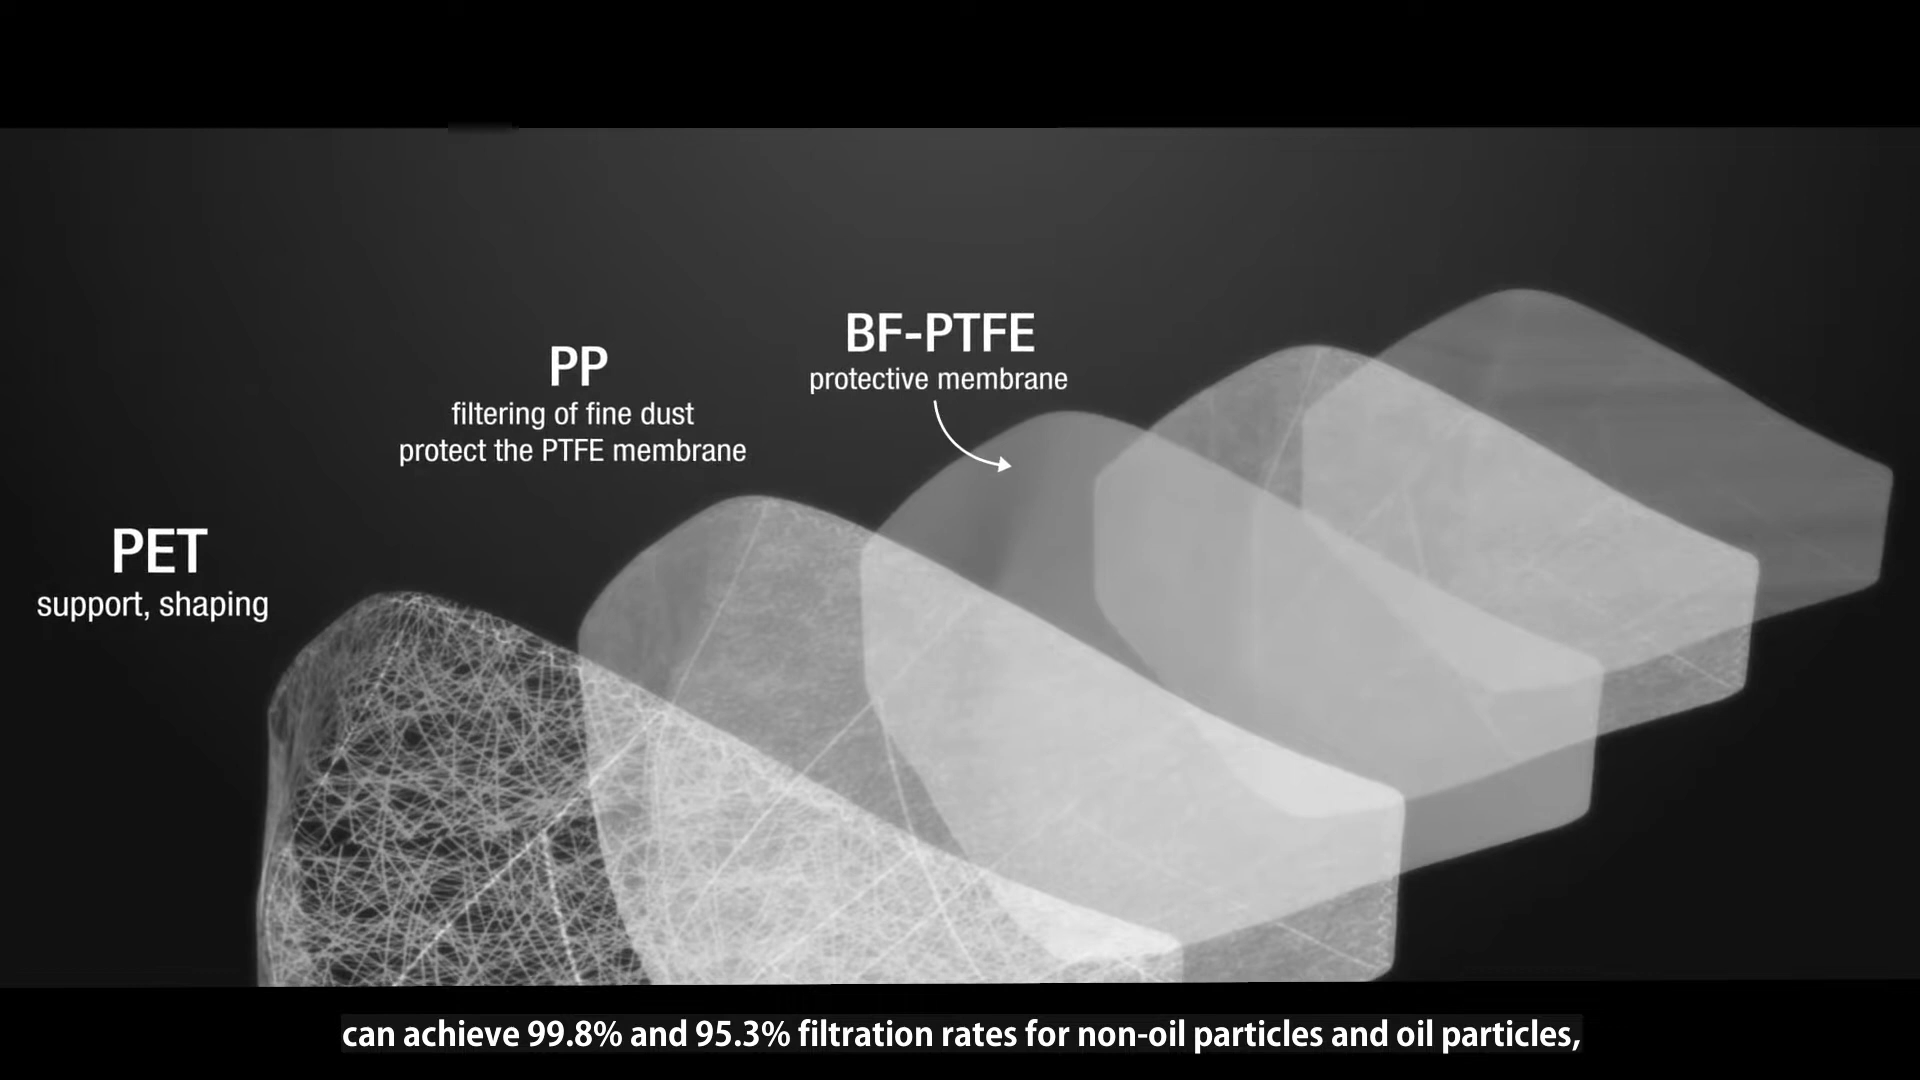 BF-PTFE
protective membrane
PP
filtering of fine dust
protect the PTFE membrane
PET
support, shaping
can achieve 99.8% and 95.3% filtration rates for non-oil particles and oil particles,